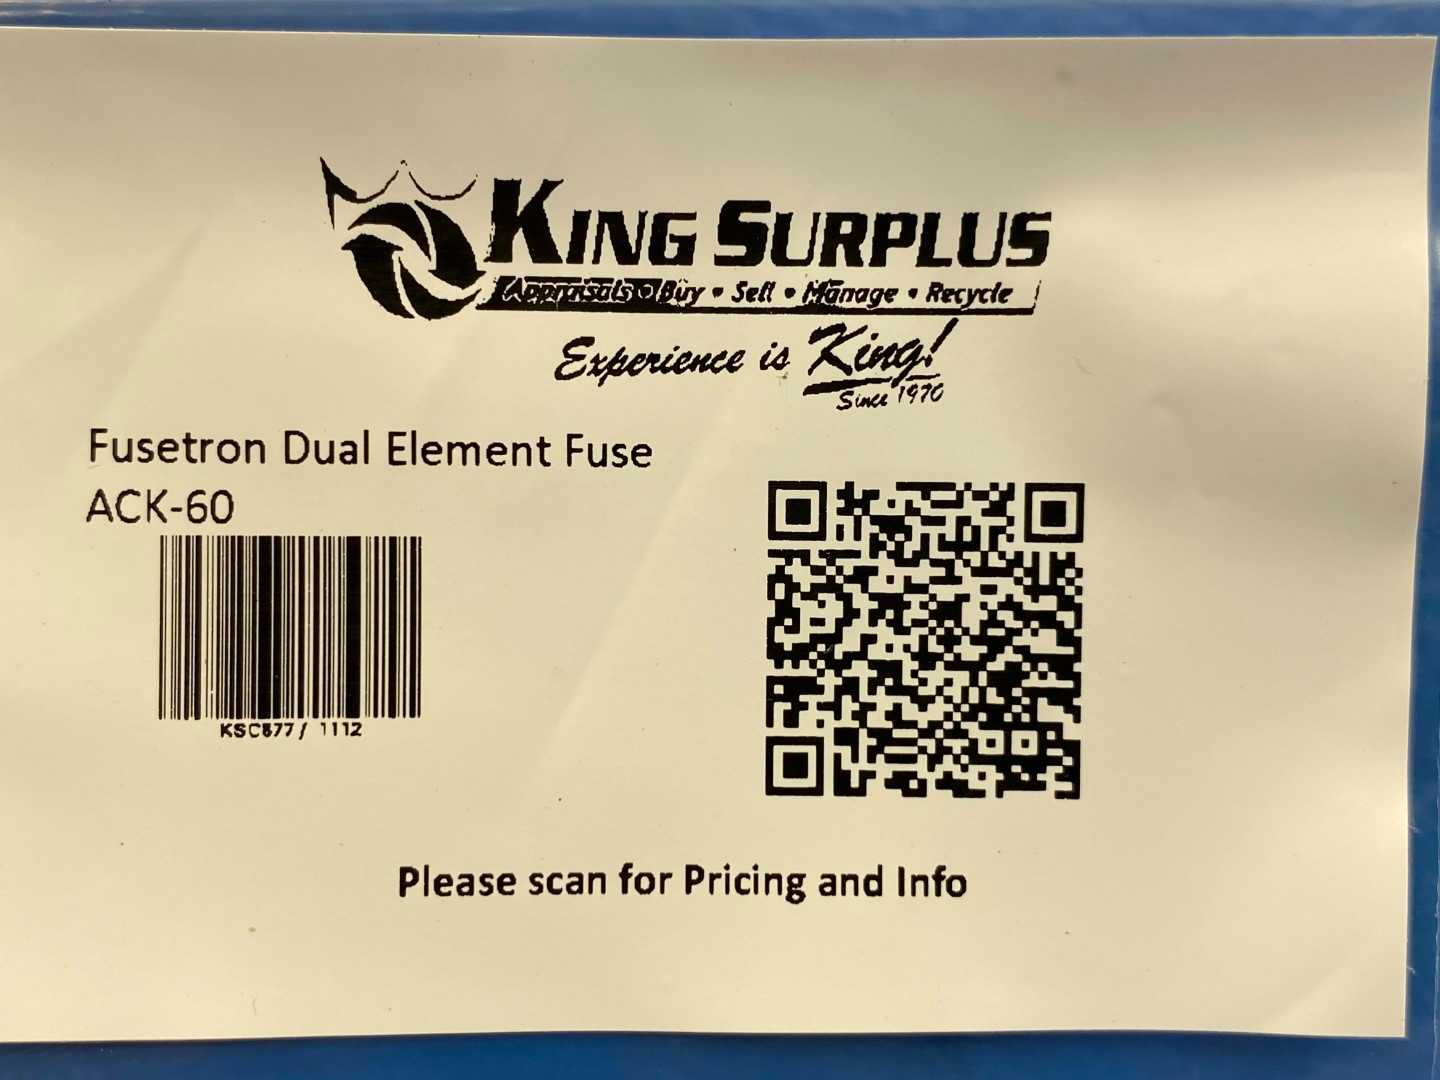 KING SURPLUS
Appraisals • Buy • Sell • Manage • Recycle
Experience is King!
Since 1970
Fusetron Dual Element Fuse
ACK-60
1112
Please scan for Pricing and Info